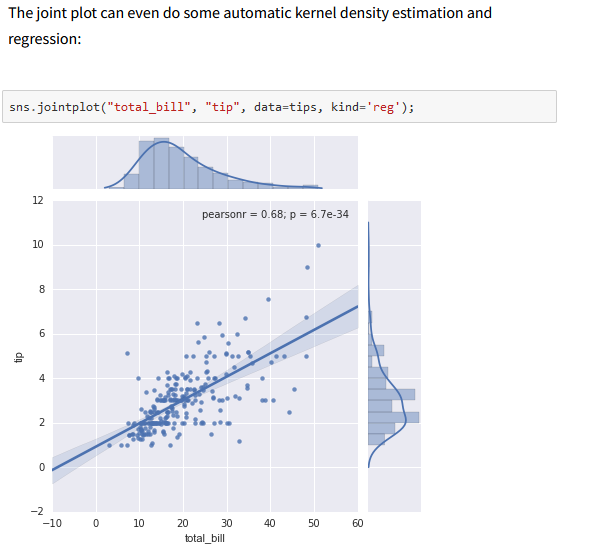 The joint plot can even do some automatic kernel density estimation and
regression:
sns.jointplot("total_bill", "tip", data=tips, kind='reg');
pearsonr = 0.68; p = 6.7e-34
12
10
8
6
4
2
0
−2
tip
−10 0 10 20 30 40 50 60
total_bill